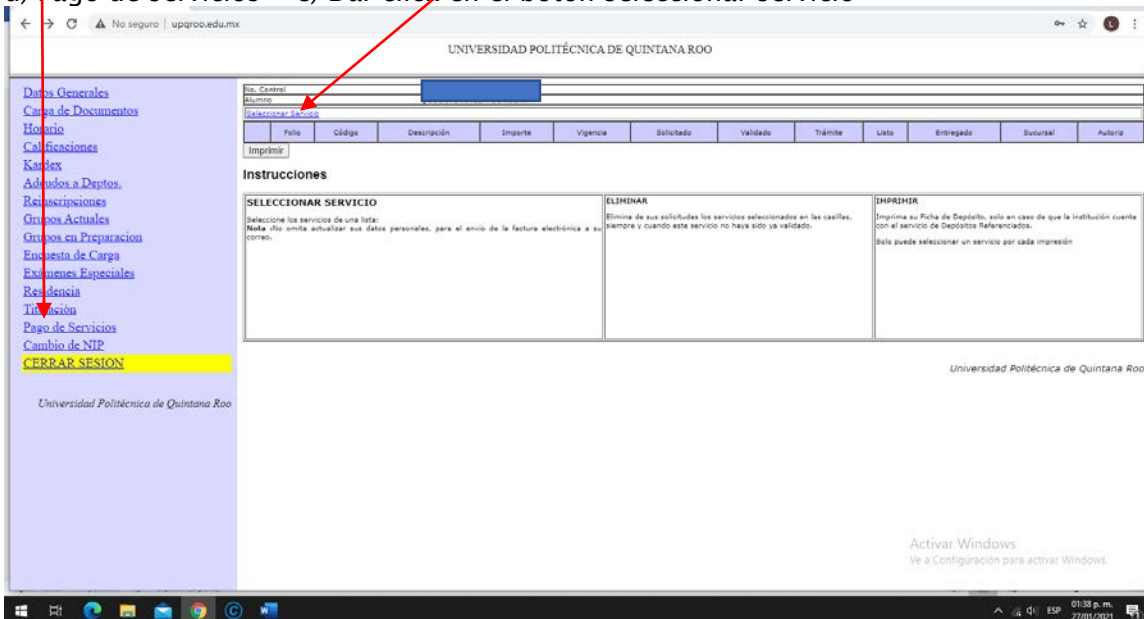 d) Pago de Servicios e) Dar click en el botón Seleccionar Servicio
No seguro | upqroo.edu.mx
L
UNIVERSIDAD POLITÉCNICA DE QUINTANA ROO
Datos Generales
Carga de Documentos
Horario
Calificaciones
Kardex
Adeudos a Deptos.
Reinscripciones
Grupos Actuales
Grupos en Preparacion
Encuesta de Carga
Exámenes Especiales
Residencia
Titulación
Pago de Servicios
Cambio de NIP
CERRAR SESION
Universidad Politécnica de Quintana Roo
No. Control
Alumno
Seleccionar Servicio
Folio Código Descripción Importe Vigencia Solicitado Validado Trámite Listo Entregado Sucursal Autoriz
Imprimir
Instrucciones
SELECCIONAR SERVICIO
Seleccione los servicios de una lista:
Nota :No omita actualizar sus datos personales, para el envío de la factura electrónica a su
correo.
ELIMINAR
Elimina de sus solicitudes los servicios seleccionados en las casillas,
siempre y cuando este servicio no haya sido ya validado.
IMPRIMIR
Imprima su Ficha de Depósito, solo en caso de que la institución cuenta
con el servicio de Depósitos Referenciados.
Solo puede seleccionar un servicio por cada impresión
Universidad Politécnica de Quintana Roo
Activar Windows
Ve a Configuración para activar Windows.
ESP
01:38 p. m.
27/01/2021